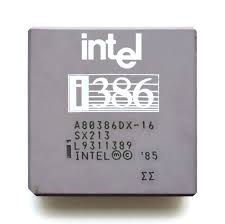 intel
i386
A80386DX-16
SX213
L9311389
INTEL Ⓜ Ⓒ '85
ΣΣ